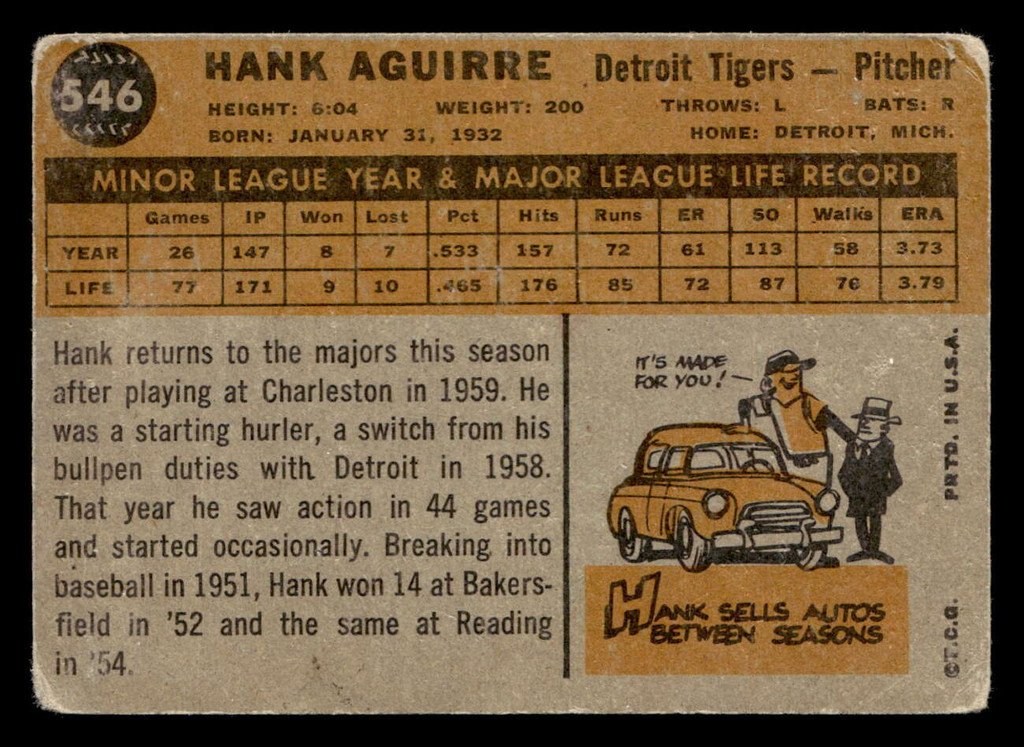 546
HANK AGUIRRE Detroit Tigers — Pitcher
HEIGHT: 6:04 WEIGHT: 200 THROWS: L BATS: R
BORN: JANUARY 31, 1932 HOME: DETROIT, MICH.
MINOR LEAGUE YEAR & MAJOR LEAGUE LIFE RECORD
Games IP Won Lost Pct Hits Runs ER SO Walks ERA
YEAR 26 147 8 7 .533 157 72 61 113 58 3.73
LIFE 77 171 9 10 .465 176 85 72 87 76 3.79
Hank returns to the majors this season
after playing at Charleston in 1959. He
was a starting hurler, a switch from his
bullpen duties with Detroit in 1958.
That year he saw action in 44 games
and started occasionally. Breaking into
baseball in 1951, Hank won 14 at Bakers-
field in '52 and the same at Reading
in '54.
IT'S MADE
FOR YOU!
HANK SELLS AUTOS
BETWEEN SEASONS
©T.C.G. PRTD. IN U.S.A.